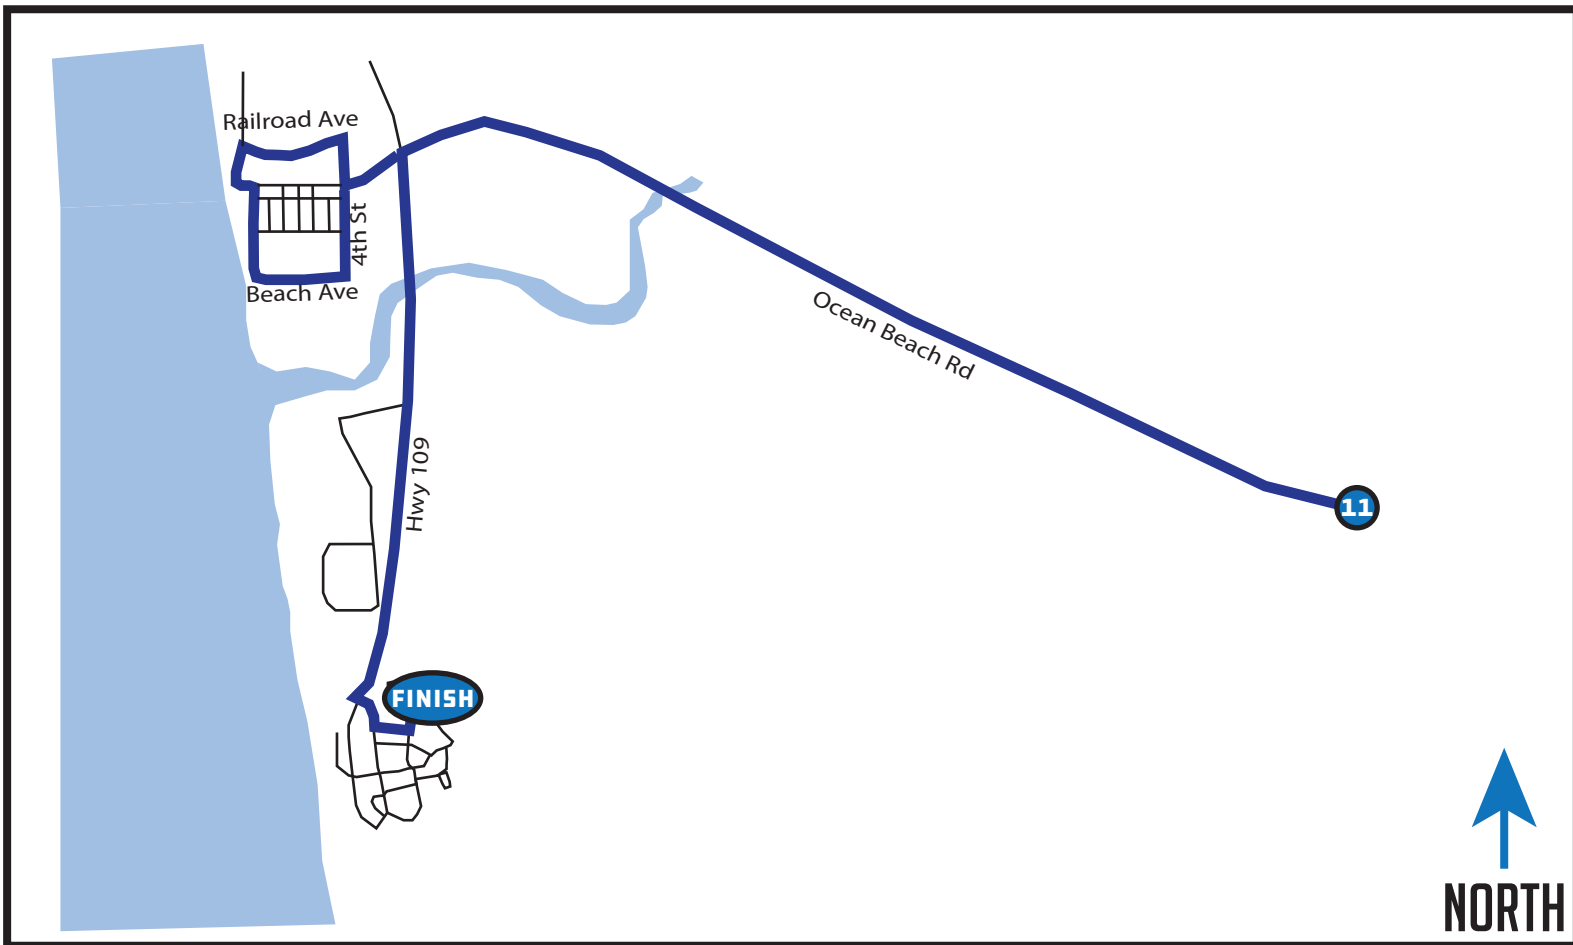 Railroad Ave
4th St
Beach Ave
Ocean Beach Rd
Hwy 109
11
FINISH
NORTH